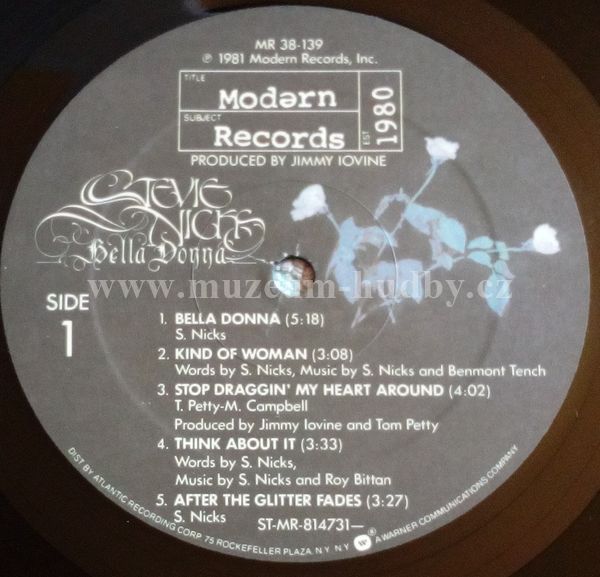 MR 38-139
℗ 1981 Modern Records, Inc.
TITLE
Modərn
SUBJECT
Records
EST 1980
PRODUCED BY JIMMY IOVINE
STEVIE
NICKS
Bella Donna
www.muzeum-hudby.cz
SIDE
1
1. BELLA DONNA (5:18)
S. Nicks
2. KIND OF WOMAN (3:08)
Words by S. Nicks, Music by S. Nicks and Benmont Tench
3. STOP DRAGGIN' MY HEART AROUND (4:02)
T. Petty-M. Campbell
Produced by Jimmy Iovine and Tom Petty
4. THINK ABOUT IT (3:33)
Words by S. Nicks,
Music by S. Nicks and Roy Bittan
5. AFTER THE GLITTER FADES (3:27)
S. Nicks
ST-MR-814731—
DIST BY ATLANTIC RECORDING CORP 75 ROCKEFELLER PLAZA, N.Y. N.Y. ® A WARNER COMMUNICATIONS COMPANY